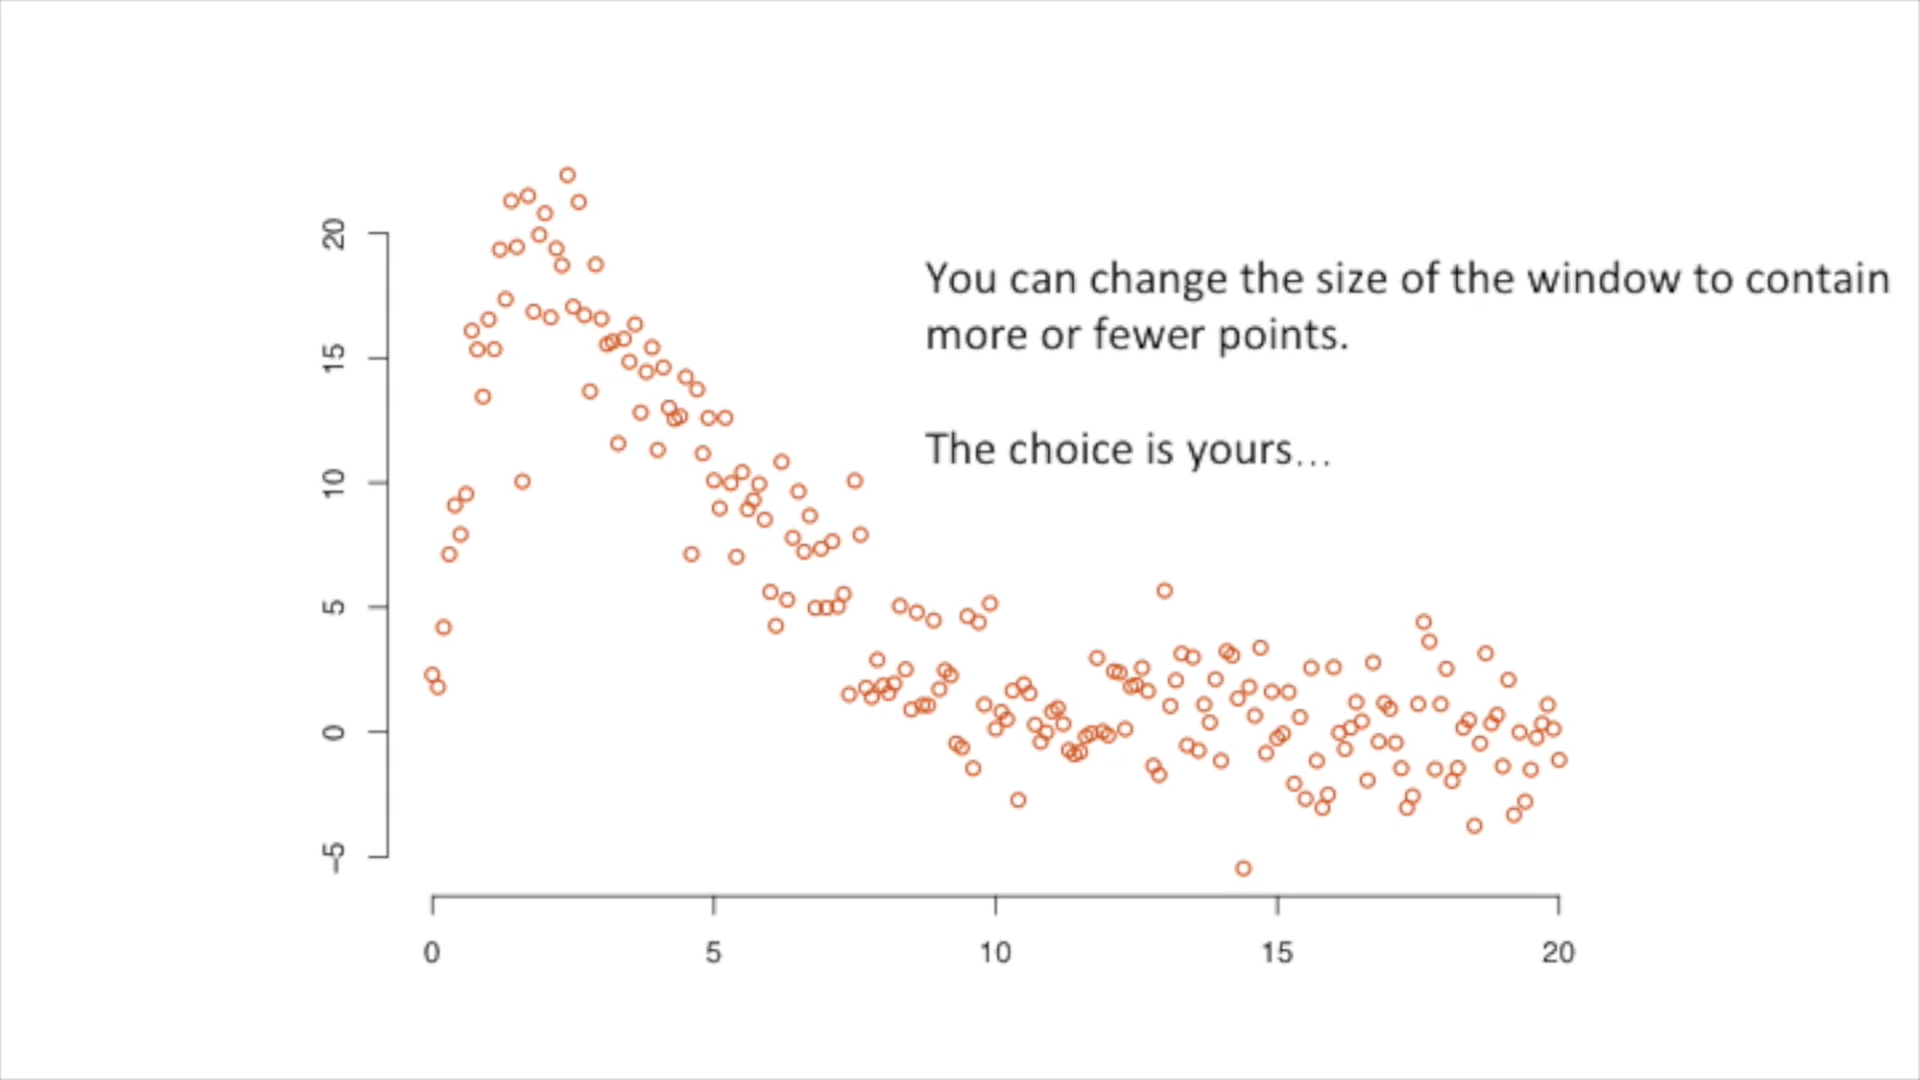 You can change the size of the window to contain
more or fewer points.
The choice is yours...
20
15
10
5
0
-5
0 5 10 15 20